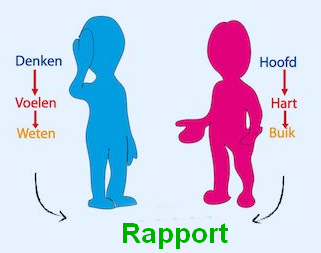 Denken
Voelen
Weten
Hoofd
Hart
Buik
Rapport